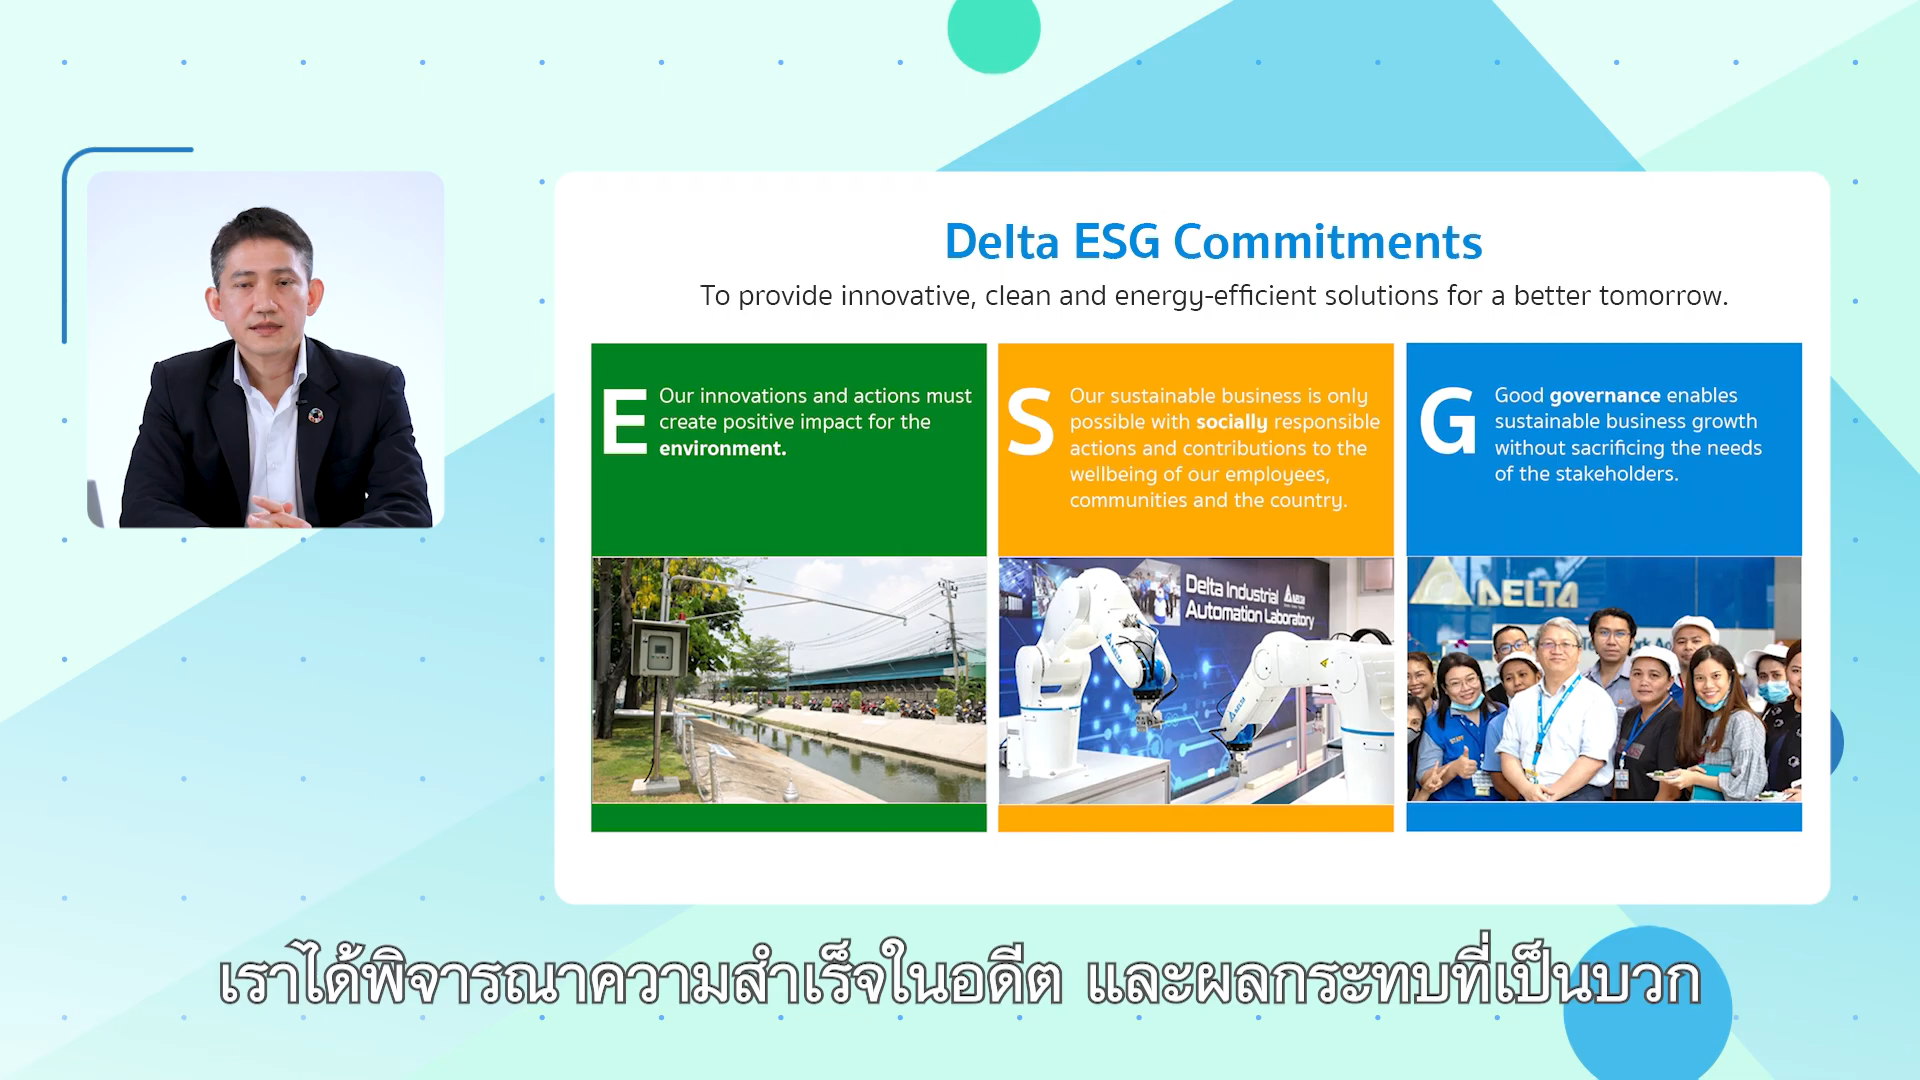 Delta ESG Commitments
To provide innovative, clean and energy-efficient solutions for a better tomorrow.
E
Our innovations and actions must
create positive impact for the
environment.
S
Our sustainable business is only
possible with socially responsible
actions and contributions to the
wellbeing of our employees,
communities and the country.
G
Good governance enables
sustainable business growth
without sacrificing the needs
of the stakeholders.
Delta Industrial
Automation Laboratory
DELTA
DELTA
DELTA
DELTA
เราได้พิจารณาความสำเร็จในอดีต และผลกระทบที่เป็นบวก